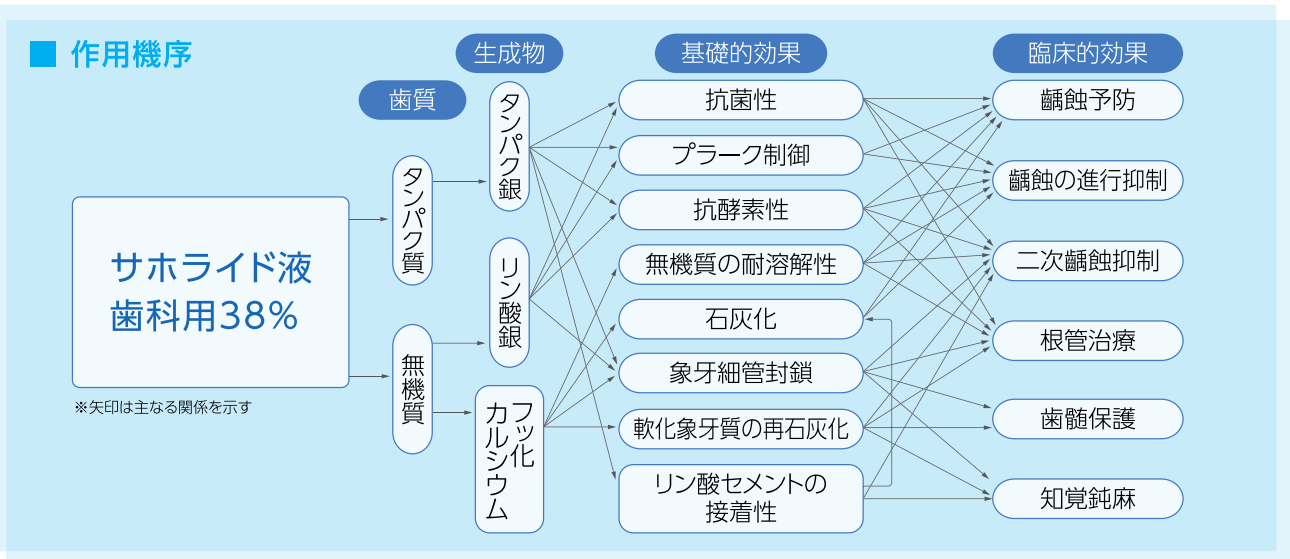 ■ 作用機序
歯質
生成物
基礎的効果
臨床的効果
サホライド液
歯科用38%
※矢印は主なる関係を示す
タンパク質
無機質
タンパク銀
リン酸銀
フッ化
カルシウム
抗菌性
プラーク制御
抗酵素性
無機質の耐溶解性
石灰化
象牙細管封鎖
軟化象牙質の再石灰化
リン酸セメントの
接着性
齲蝕予防
齲蝕の進行抑制
二次齲蝕抑制
根管治療
歯髄保護
知覚鈍麻